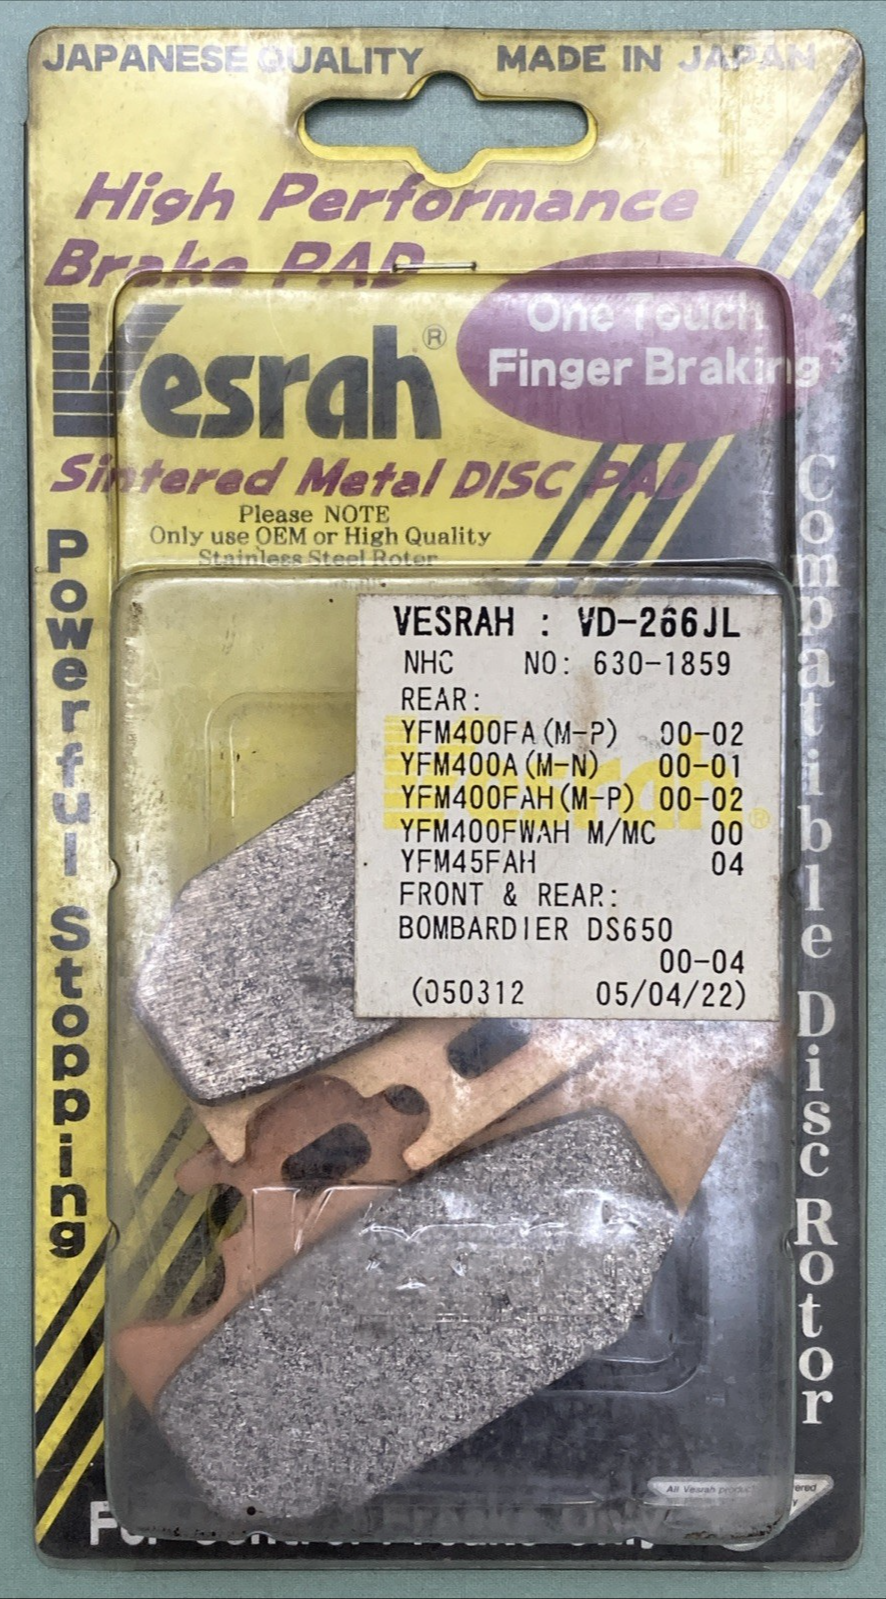 JAPANESE QUALITY MADE IN JAPAN
High Performance
Brake PAD
Vesrah®
One Touch
Finger Braking
Sintered Metal DISC PAD
Please NOTE
Only use OEM or High Quality
Stainless Steel Roter
Powerful Stopping
Compatible Disc Rotor
VESRAH : VD-266JL
NHC NO: 630-1859
REAR:
YFM400FA(M-P) 00-02
YFM400A(M-N) 00-01
YFM400FAH(M-P) 00-02
YFM400FWAH M/MC 00
YFM45FAH 04
FRONT & REAR:
BOMBARDIER DS650
00-04
(050312 05/04/22)
All Vesrah